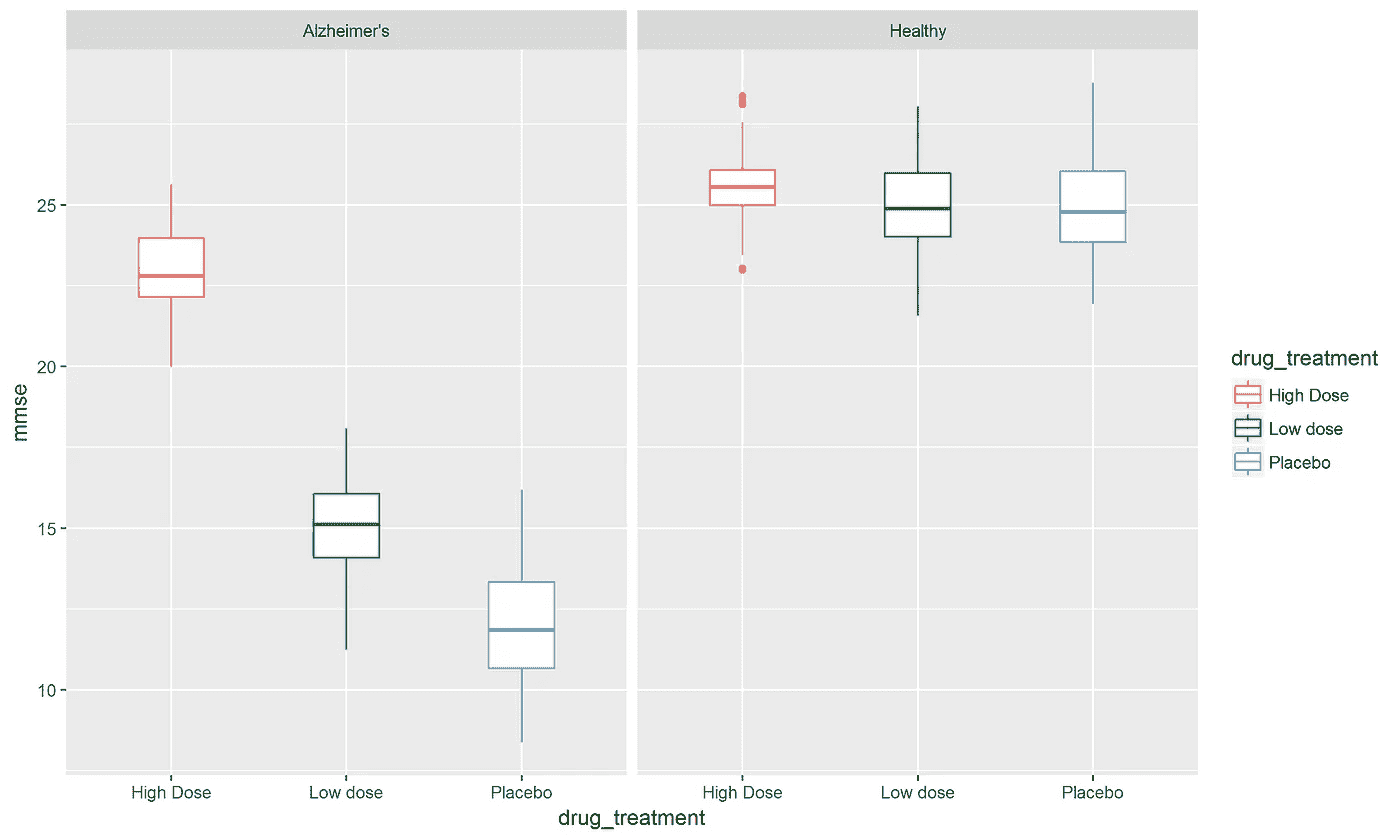 Alzheimer's
Healthy
25
20
15
10
mmse
High Dose
Low dose
Placebo
High Dose
Low dose
Placebo
drug_treatment
drug_treatment
High Dose
Low dose
Placebo